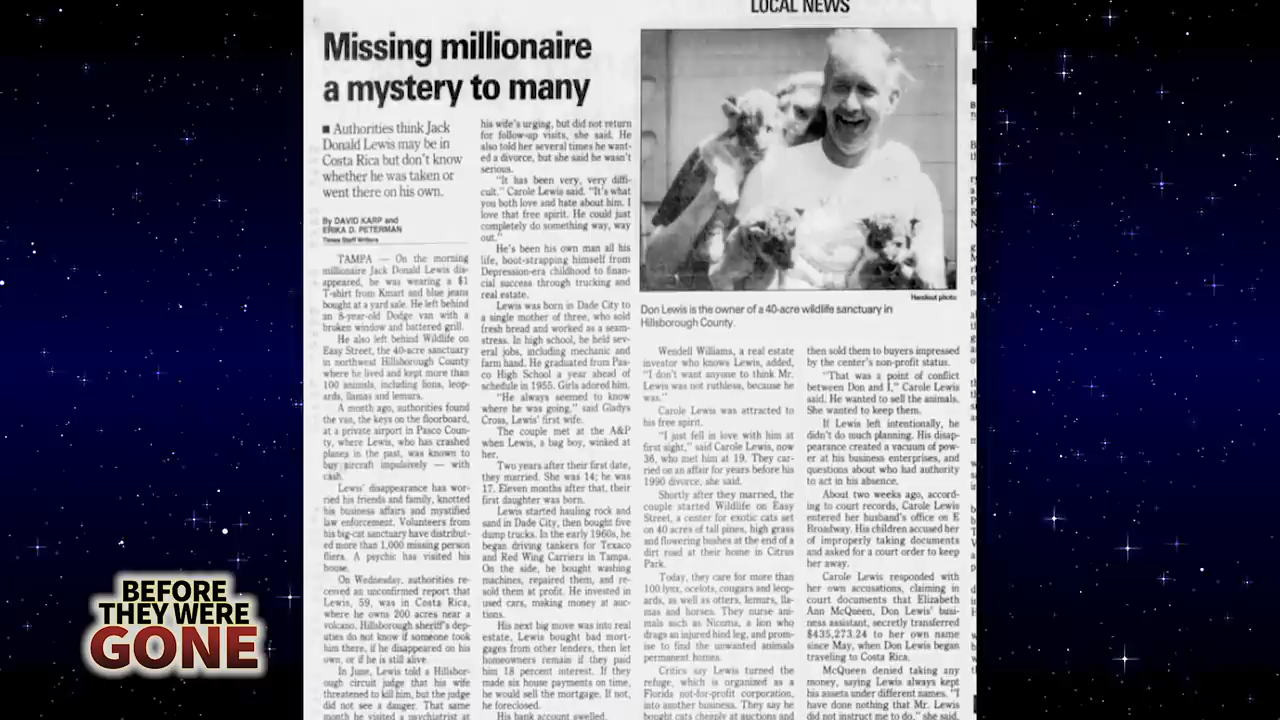 LOCAL NEWS
Missing millionaire
a mystery to many
■ Authorities think Jack
Donald Lewis may be in
Costa Rica but don't know
whether he was taken or
went there on his own.
By DAVID KARP and
ERIKA D. PETERMAN
Times Staff Writers
TAMPA — On the morning
millionaire Jack Donald Lewis dis-
appeared, he was wearing a $1
T-shirt from Kmart and blue jeans
bought at a yard sale. He left behind
an 8-year-old Dodge van with a
broken window and battered grill.
He also left behind Wildlife on
Easy Street, the 40-acre sanctuary
in northwest Hillsborough County
where he lived and kept more than
100 animals, including lions, leop-
ards, llamas and lemurs.
A month ago, authorities found
the van, the keys on the floorboard,
at a private airport in Pasco Coun-
ty, where Lewis, who has crashed
planes in the past, was known to
buy aircraft impulsively — with
cash.
Lewis' disappearance has wor-
ried his friends and family, knotted
his business affairs and mystified
law enforcement. Volunteers from
his big-cat sanctuary have distribut-
ed more than 1,000 missing person
fliers. A psychic has visited his
house.
On Wednesday, authorities re-
ceived an unconfirmed report that
Lewis, 59, was in Costa Rica,
where he owns 200 acres near a
volcano. Hillsborough sheriff's dep-
uties do not know if someone took
him there, if he disappeared on his
own, or if he is still alive.
In June, Lewis told a Hillsbor-
ough circuit judge that his wife
threatened to kill him, but the judge
did not see a danger. That same
month he visited a psychiatrist at
his wife's urging, but did not return
for follow-up visits, she said. He
also told her several times he want-
ed a divorce, but she said he wasn't
serious.
"It has been very, very diffi-
cult," Carole Lewis said. "It's what
you both love and hate about him. I
love that free spirit. He could just
completely do something way, way
out."
He's been his own man all his
life, boot-strapping himself from
Depression-era childhood to finan-
cial success through trucking and
real estate.
Lewis was born in Dade City to
a single mother of three, who sold
fresh bread and worked as a seam-
stress. In high school, he held sev-
eral jobs, including mechanic and
farm hand. He graduated from Pas-
co High School a year ahead of
schedule in 1955. Girls adored him.
"He always seemed to know
where he was going," said Gladys
Cross, Lewis' first wife.
The couple met at the A&P
when Lewis, a bag boy, winked at
her.
Two years after their first date,
they married. She was 14; he was
17. Eleven months after that, their
first daughter was born.
Lewis started hauling rock and
sand in Dade City, then bought five
dump trucks. In the early 1960s, he
began driving tankers for Texaco
and Red Wing Carriers in Tampa.
On the side, he bought washing
machines, repaired them, and re-
sold them at profit. He invested in
used cars, making money at auc-
tions.
His next big move was into real
estate. Lewis bought bad mort-
gages from other lenders, then let
homeowners remain if they paid
him 18 percent interest. If they
made six house payments on time,
he would sell the mortgage. If not,
he foreclosed.
His bank account swelled.
Handout photo
Don Lewis is the owner of a 40-acre wildlife sanctuary in
Hillsborough County.
Wendell Williams, a real estate
investor who knows Lewis, added,
"I don't want anyone to think Mr.
Lewis was not ruthless, because he
was."
Carole Lewis was attracted to
his free spirit.
"I just fell in love with him at
first sight," said Carole Lewis, now
36, who met him at 19. They car-
ried on an affair for years before his
1990 divorce, she said.
Shortly after they married, the
couple started Wildlife on Easy
Street, a center for exotic cats set
on 40 acres of tall pines, high grass
and flowering bushes at the end of a
dirt road at their home in Citrus
Park.
Today, they care for more than
100 lynx, ocelots, cougars and leop-
ards, as well as otters, lemurs, lla-
mas and horses. They nurse ani-
mals such as Nicoma, a lion who
drags an injured hind leg, and prom-
ise to find the unwanted animals
permanent homes.
Critics say Lewis turned the
refuge, which is organized as a
Florida not-for-profit corporation,
into another business. They say he
bought cats cheaply at auctions and
then sold them to buyers impressed
by the center's non-profit status.
"That was a point of conflict
between Don and I," Carole Lewis
said. He wanted to sell the animals.
She wanted to keep them.
If Lewis left intentionally, he
didn't do much planning. His disap-
pearance created a vacuum of pow-
er at his business enterprises, and
questions about who had authority
to act in his absence.
About two weeks ago, accord-
ing to court records, Carole Lewis
entered her husband's office on E
Broadway. His children accused her
of improperly taking documents
and asked for a court order to keep
her away.
Carole Lewis responded with
her own accusations, claiming in
court documents that Elizabeth
Ann McQueen, Don Lewis' busi-
ness assistant, secretly transferred
$435,273.24 to her own name
since May, when Don Lewis began
traveling to Costa Rica.
McQueen denied taking any
money, saying Lewis always kept
his assets under different names. "I
have done nothing that Mr. Lewis
did not instruct me to do," she said.
BEFORE
THEY WERE
GONE